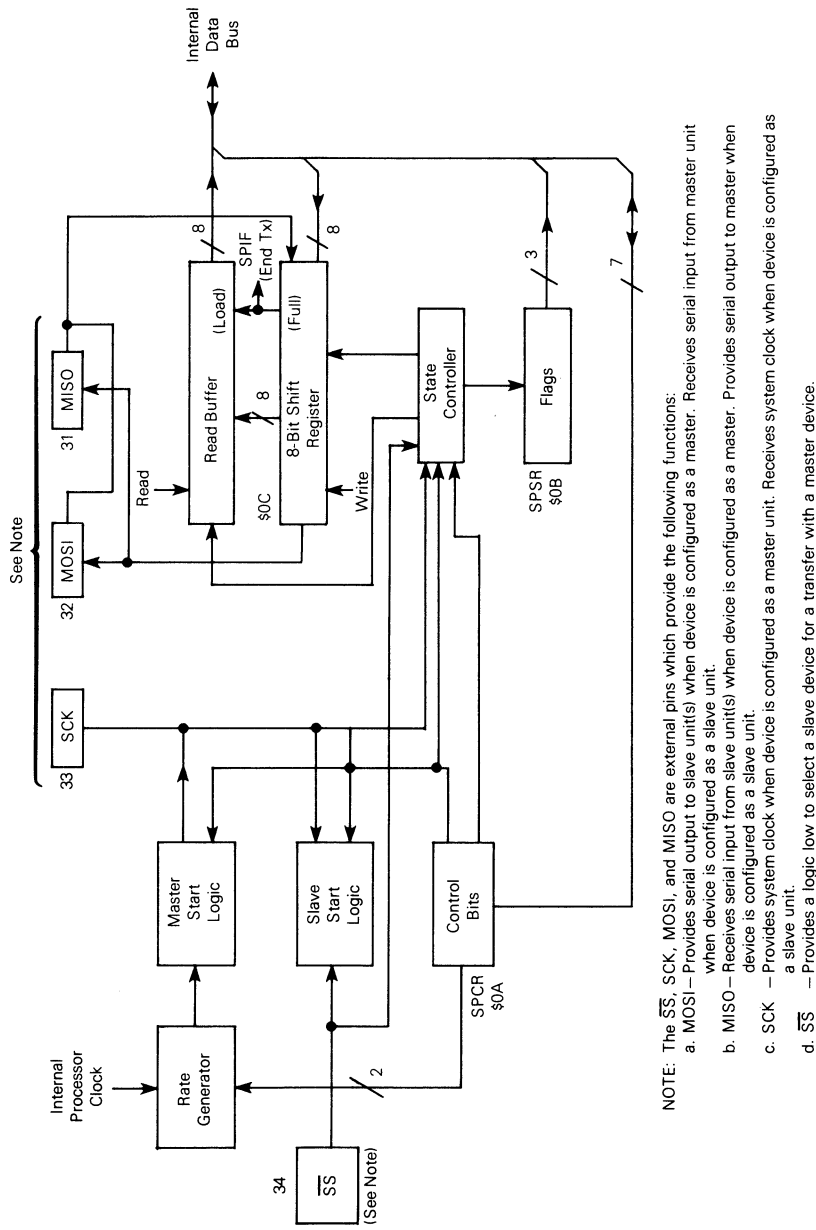 See Note
33
SCK
32
MOSI
31
MISO
Internal
Data
Bus
Internal
Processor
Clock
Rate
Generator
Master
Start
Logic
Read
Read Buffer
(Load)
8
SPIF
(End Tx)
8
$0C
8-Bit Shift
Register
(Full)
8
Write
34
SS̅
(See Note)
Slave
Start
Logic
2
SPCR
$0A
Control
Bits
State
Controller
SPSR
$0B
Flags
3
7
NOTE: The SS̅, SCK, MOSI, and MISO are external pins which provide the following functions:
a. MOSI – Provides serial output to slave unit(s) when device is configured as a master. Receives serial input from master unit
when device is configured as a slave unit.
b. MISO – Receives serial input from slave unit(s) when device is configured as a master. Provides serial output to master when
device is configured as a slave unit.
c. SCK – Provides system clock when device is configured as a master unit. Receives system clock when device is configured as
a slave unit.
d. SS̅ – Provides a logic low to select a slave device for a transfer with a master device.